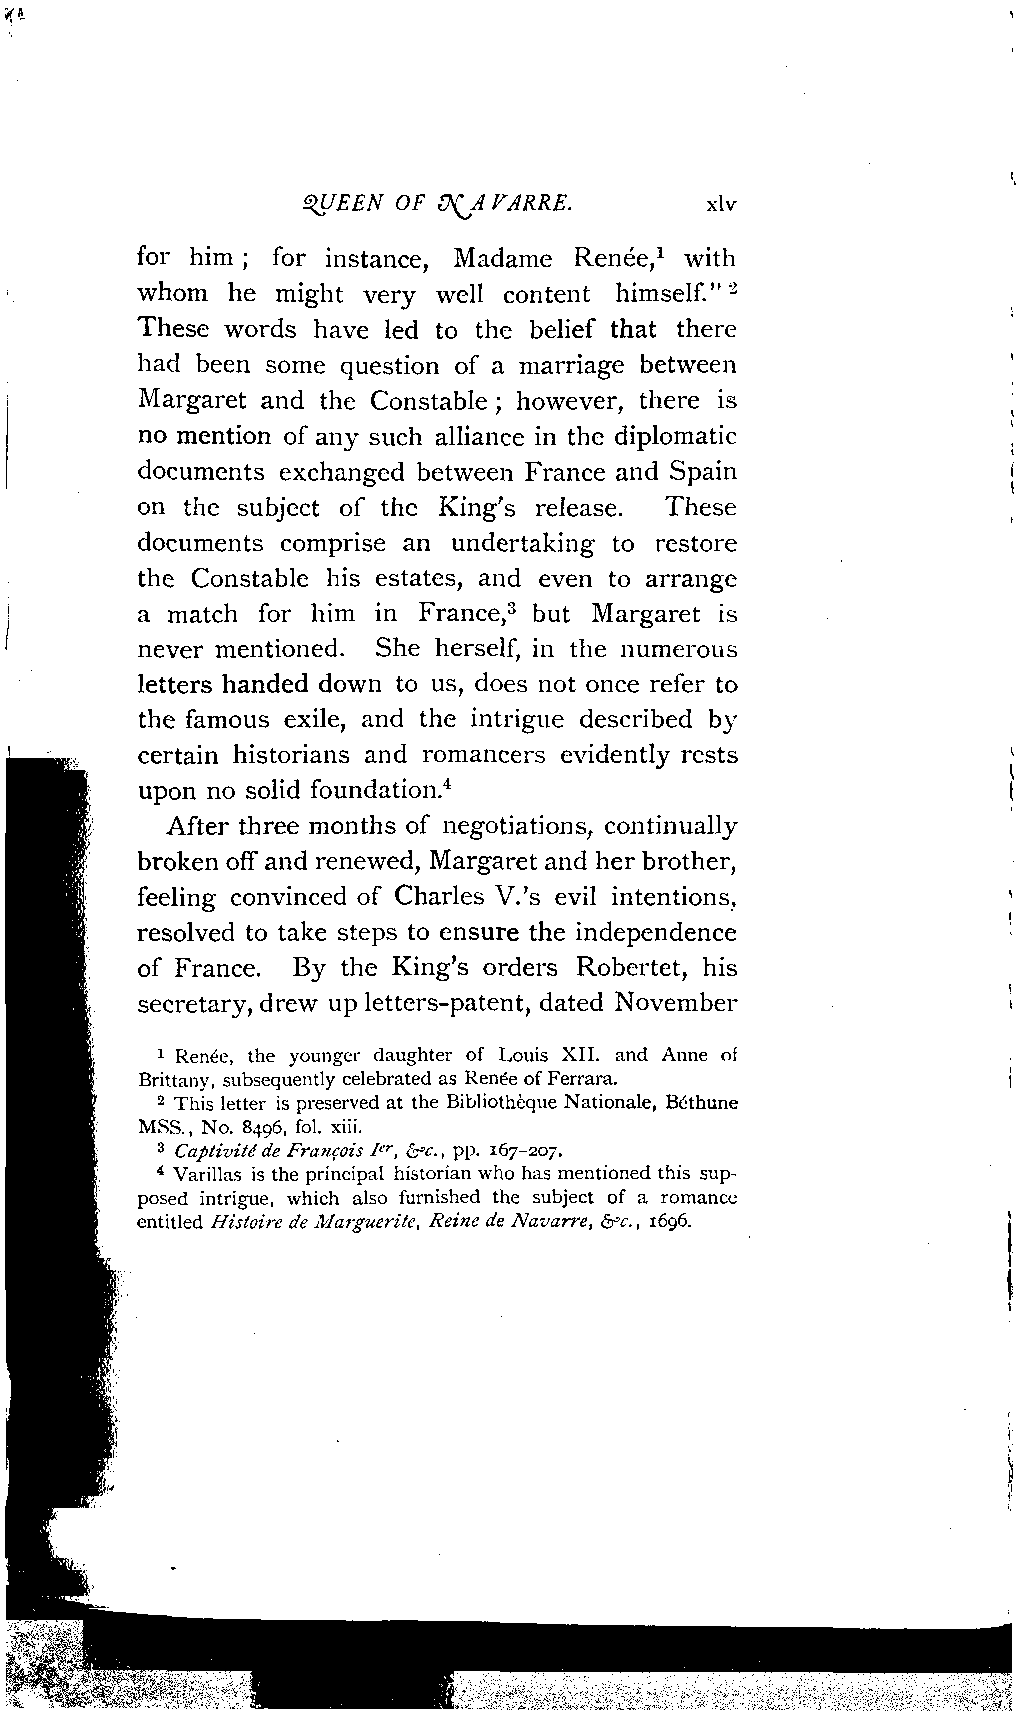 QUEEN OF NAVARRE. xlv
for him ; for instance, Madame Renée,¹ with
whom he might very well content himself." ²
These words have led to the belief that there
had been some question of a marriage between
Margaret and the Constable ; however, there is
no mention of any such alliance in the diplomatic
documents exchanged between France and Spain
on the subject of the King's release. These
documents comprise an undertaking to restore
the Constable his estates, and even to arrange
a match for him in France,³ but Margaret is
never mentioned. She herself, in the numerous
letters handed down to us, does not once refer to
the famous exile, and the intrigue described by
certain historians and romancers evidently rests
upon no solid foundation.⁴
After three months of negotiations, continually
broken off and renewed, Margaret and her brother,
feeling convinced of Charles V.'s evil intentions,
resolved to take steps to ensure the independence
of France. By the King's orders Robertet, his
secretary, drew up letters-patent, dated November
¹ Renée, the younger daughter of Louis XII. and Anne of
Brittany, subsequently celebrated as Renée of Ferrara.
² This letter is preserved at the Bibliothèque Nationale, Béthune
MSS., No. 8496, fol. xiii.
³ Captivité de François Ier, &c., pp. 167-207.
⁴ Varillas is the principal historian who has mentioned this sup-
posed intrigue, which also furnished the subject of a romance
entitled Histoire de Marguerite, Reine de Navarre, &c., 1696.